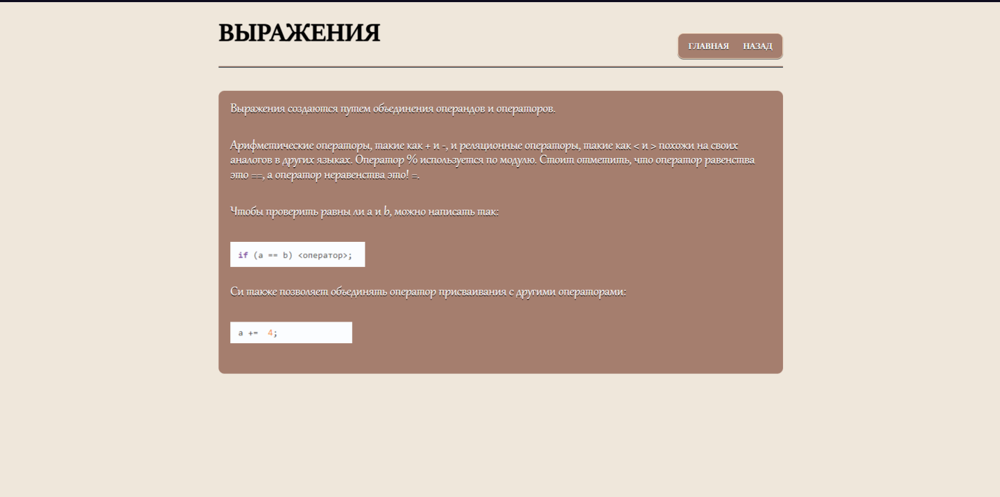 ВЫРАЖЕНИЯ
ГЛАВНАЯ НАЗАД
Выражения создаются путем объединения операндов и операторов.
Арифметические операторы, такие как + и -, и реляционные операторы, такие как < и > похожи на своих
аналогов в других языках. Оператор % используется по модулю. Стоит отметить, что оператор равенства
это ==, а оператор неравенства это! =.
Чтобы проверить равны ли a и b, можно написать так:
if (a == b) <оператор>;
Си также позволяет объединять оператор присваивания с другими операторами:
a += 4;